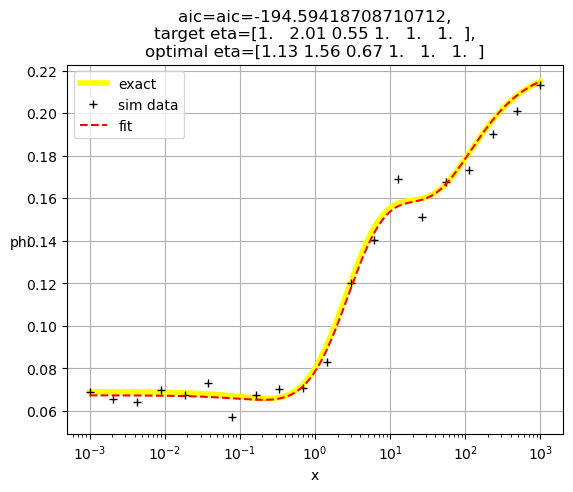 aic=aic=-194.59418708710712,
target eta=[1.   2.01 0.55 1.   1.   1.  ],
optimal eta=[1.13 1.56 0.67 1.   1.   1.  ]
0.22
exact
sim data
fit
0.20
0.18
0.16
phi
0.14
0.12
0.10
0.08
0.06
10⁻³ 10⁻² 10⁻¹ 10⁰ 10¹ 10² 10³
x